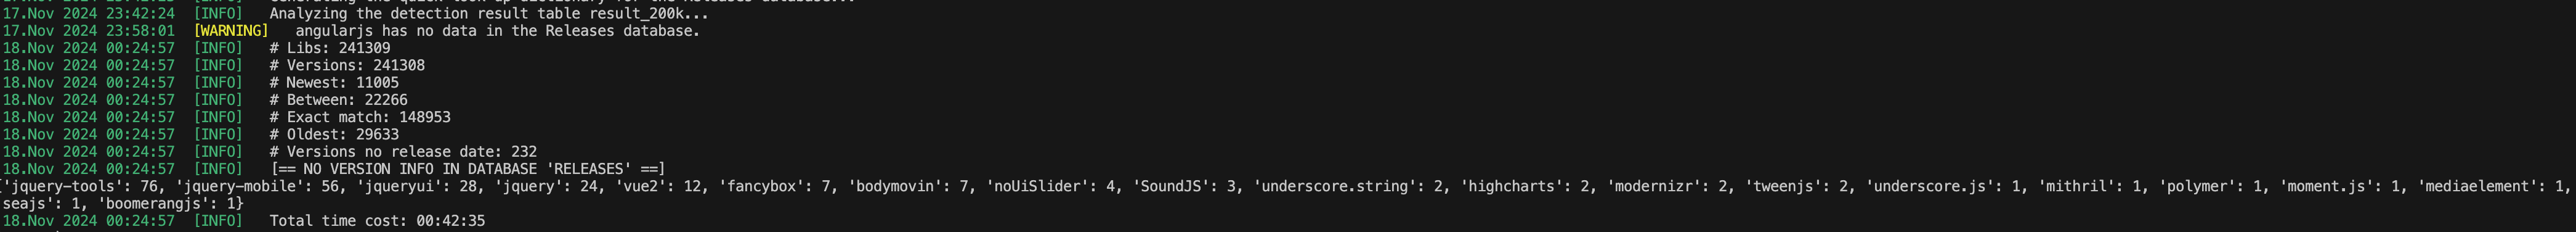 17.Nov 2024 23:42:24 [INFO] Analyzing the detection result table result_200k...
17.Nov 2024 23:58:01 [WARNING] angularjs has no data in the Releases database.
18.Nov 2024 00:24:57 [INFO] # Libs: 241309
18.Nov 2024 00:24:57 [INFO] # Versions: 241308
18.Nov 2024 00:24:57 [INFO] # Newest: 11005
18.Nov 2024 00:24:57 [INFO] # Between: 22266
18.Nov 2024 00:24:57 [INFO] # Exact match: 148953
18.Nov 2024 00:24:57 [INFO] # Oldest: 29633
18.Nov 2024 00:24:57 [INFO] # Versions no release date: 232
18.Nov 2024 00:24:57 [INFO] [== NO VERSION INFO IN DATABASE 'RELEASES' ==]
'jquery-tools': 76, 'jquery-mobile': 56, 'jqueryui': 28, 'jquery': 24, 'vue2': 12, 'fancybox': 7, 'bodymovin': 7, 'noUiSlider': 4, 'SoundJS': 3, 'underscore.string': 2, 'highcharts': 2, 'modernizr': 2, 'tweenjs': 2, 'underscore.js': 1, 'mithril': 1, 'polymer': 1, 'moment.js': 1, 'mediaelement': 1,
seajs': 1, 'boomerangjs': 1}
18.Nov 2024 00:24:57 [INFO] Total time cost: 00:42:35